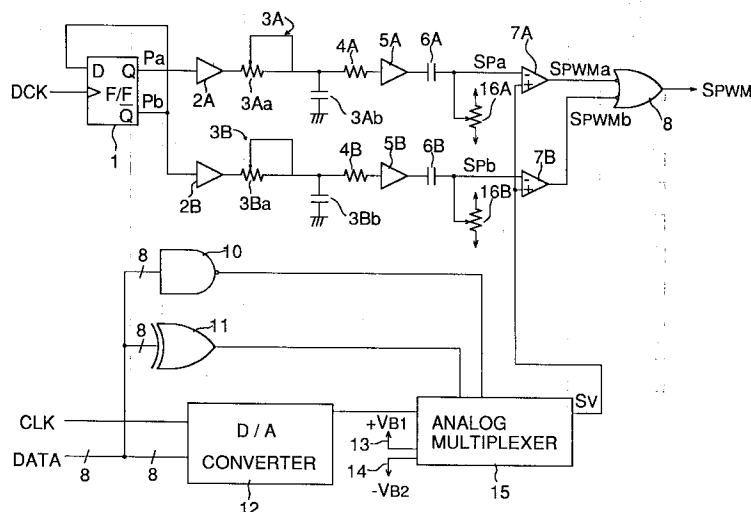 3A 4A 5A 6A 7A
D Q Pa SPa SPWMa
DCK F/F 2A 3Aa 16A SPWM
Q Pb 3Ab SPWMb 8
1 3B 4B 5B 6B SPb 7B
2B 3Ba 3Bb 16B
8 10
8 11
CLK D/A +VB1 ANALOG SV
DATA CONVERTER 13 MULTIPLEXER
8 8 14
12 -VB2 15